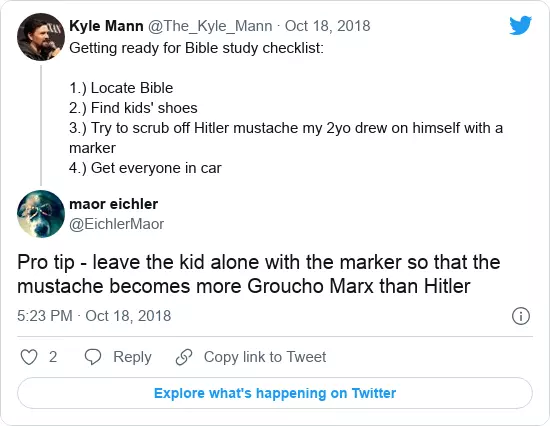 Kyle Mann @The_Kyle_Mann · Oct 18, 2018
Getting ready for Bible study checklist:
1.) Locate Bible
2.) Find kids' shoes
3.) Try to scrub off Hitler mustache my 2yo drew on himself with a
marker
4.) Get everyone in car
maor eichler
@EichlerMaor
Pro tip - leave the kid alone with the marker so that the
mustache becomes more Groucho Marx than Hitler
5:23 PM · Oct 18, 2018
2 Reply Copy link to Tweet
Explore what's happening on Twitter